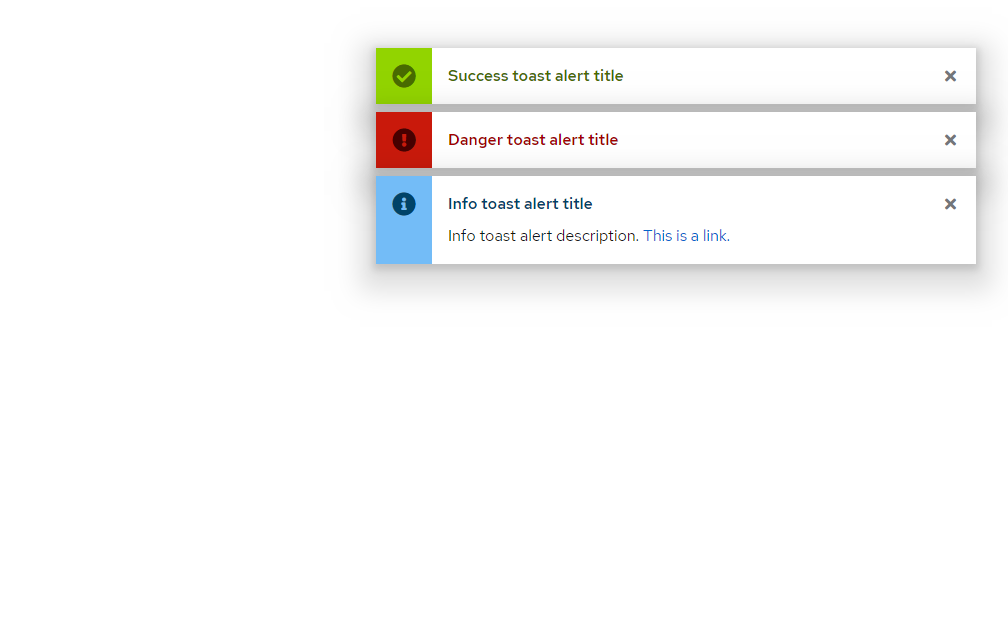 Success toast alert title
Danger toast alert title
Info toast alert title
Info toast alert description. This is a link.